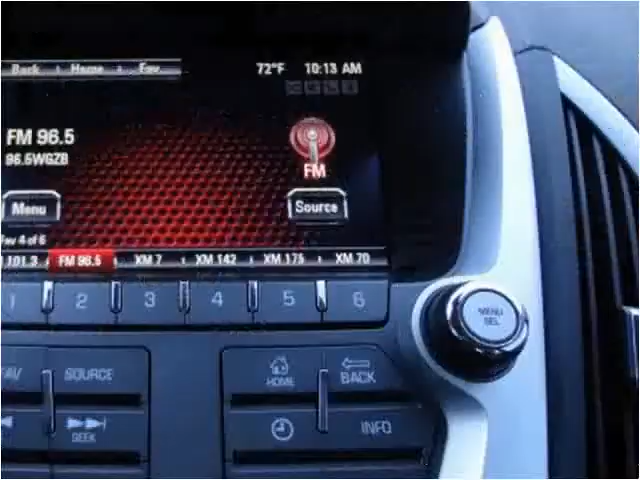 Back Home Fav
72°F 10:13 AM
FM 96.5
96.5WGZB
FM
Menu
Source
Fav 4 of 6
101.3 FM 96.5 XM 7 XM 142 XM 175 XM 70
1 2 3 4 5 6
MENU
SEL
FAV SOURCE
HOME
BACK
SEEK
INFO